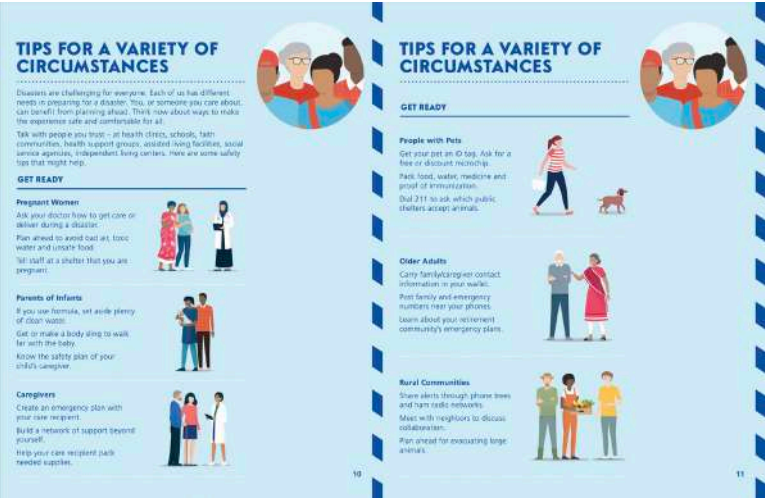 TIPS FOR A VARIETY OF
CIRCUMSTANCES
Disasters are challenging for everyone. Each of us has different
needs in preparing for a disaster. You, or someone you care about,
can benefit from planning ahead. Think now about ways to make
the experience safe and comfortable for all.
Talk with people you trust – at health clinics, schools, faith
communities, health support groups, assisted living facilities, social
service agencies, independent living centers. Here are some safety
tips that might help.
GET READY
Pregnant Women
Ask your doctor how to get care or
deliver during a disaster.
Plan ahead to avoid bad air, toxic
water and unsafe food.
Tell staff at a shelter that you are
pregnant.
Parents of Infants
If you use formula, set aside plenty
of clean water.
Get or make a body sling to walk
far with the baby.
Know the safety plan of your
child's caregiver.
Caregivers
Create an emergency plan with
your care recipient.
Build a network of support beyond
yourself.
Help your care recipient pack
needed supplies.
10
TIPS FOR A VARIETY OF
CIRCUMSTANCES
GET READY
People with Pets
Get your pet an ID tag. Ask for a
free or discount microchip.
Pack food, water, medicine and
proof of immunization.
Dial 211 to ask which public
shelters accept animals.
Older Adults
Carry family/caregiver contact
information in your wallet.
Post family and emergency
numbers near your phones.
Learn about your retirement
community's emergency plans.
Rural Communities
Share alerts through phone trees
and ham radio networks.
Meet with neighbors to discuss
collaboration.
Plan ahead for evacuating large
animals.
11